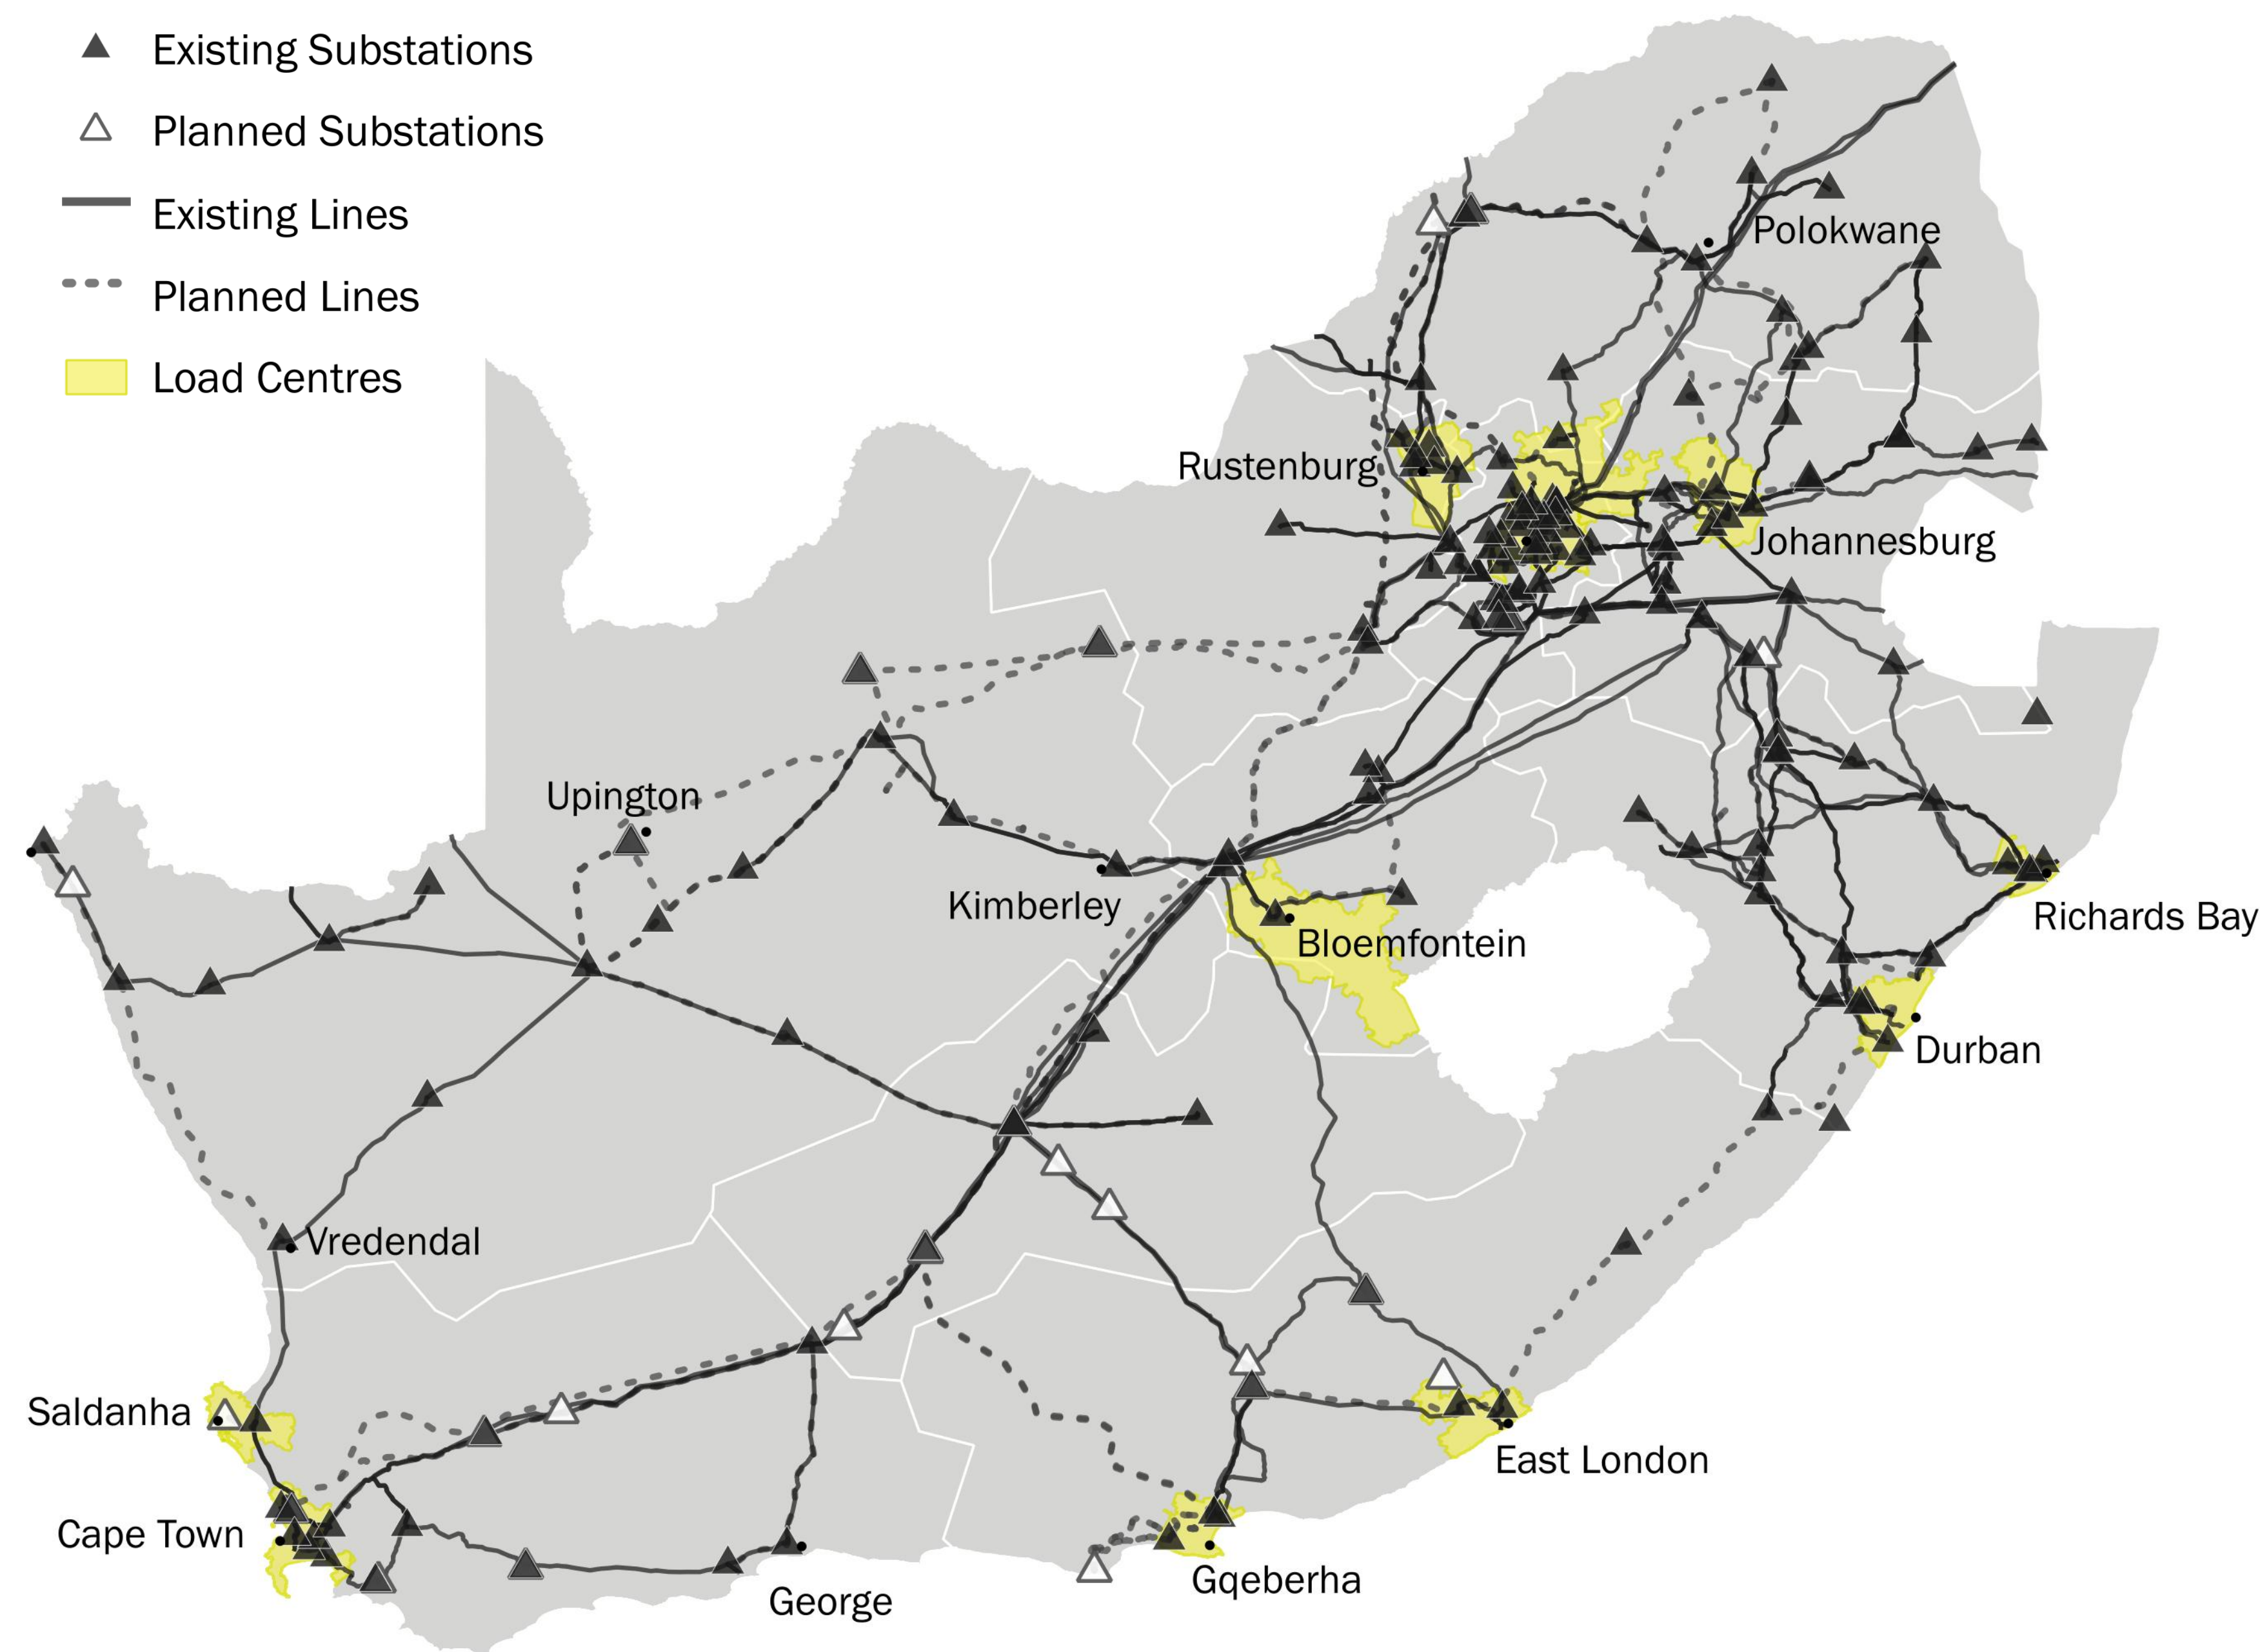 Existing Substations
Planned Substations
Existing Lines
Planned Lines
Load Centres
Polokwane
Rustenburg
Johannesburg
Upington
Kimberley
Bloemfontein
Richards Bay
Durban
Vredendal
Saldanha
East London
Cape Town
Gqeberha
George